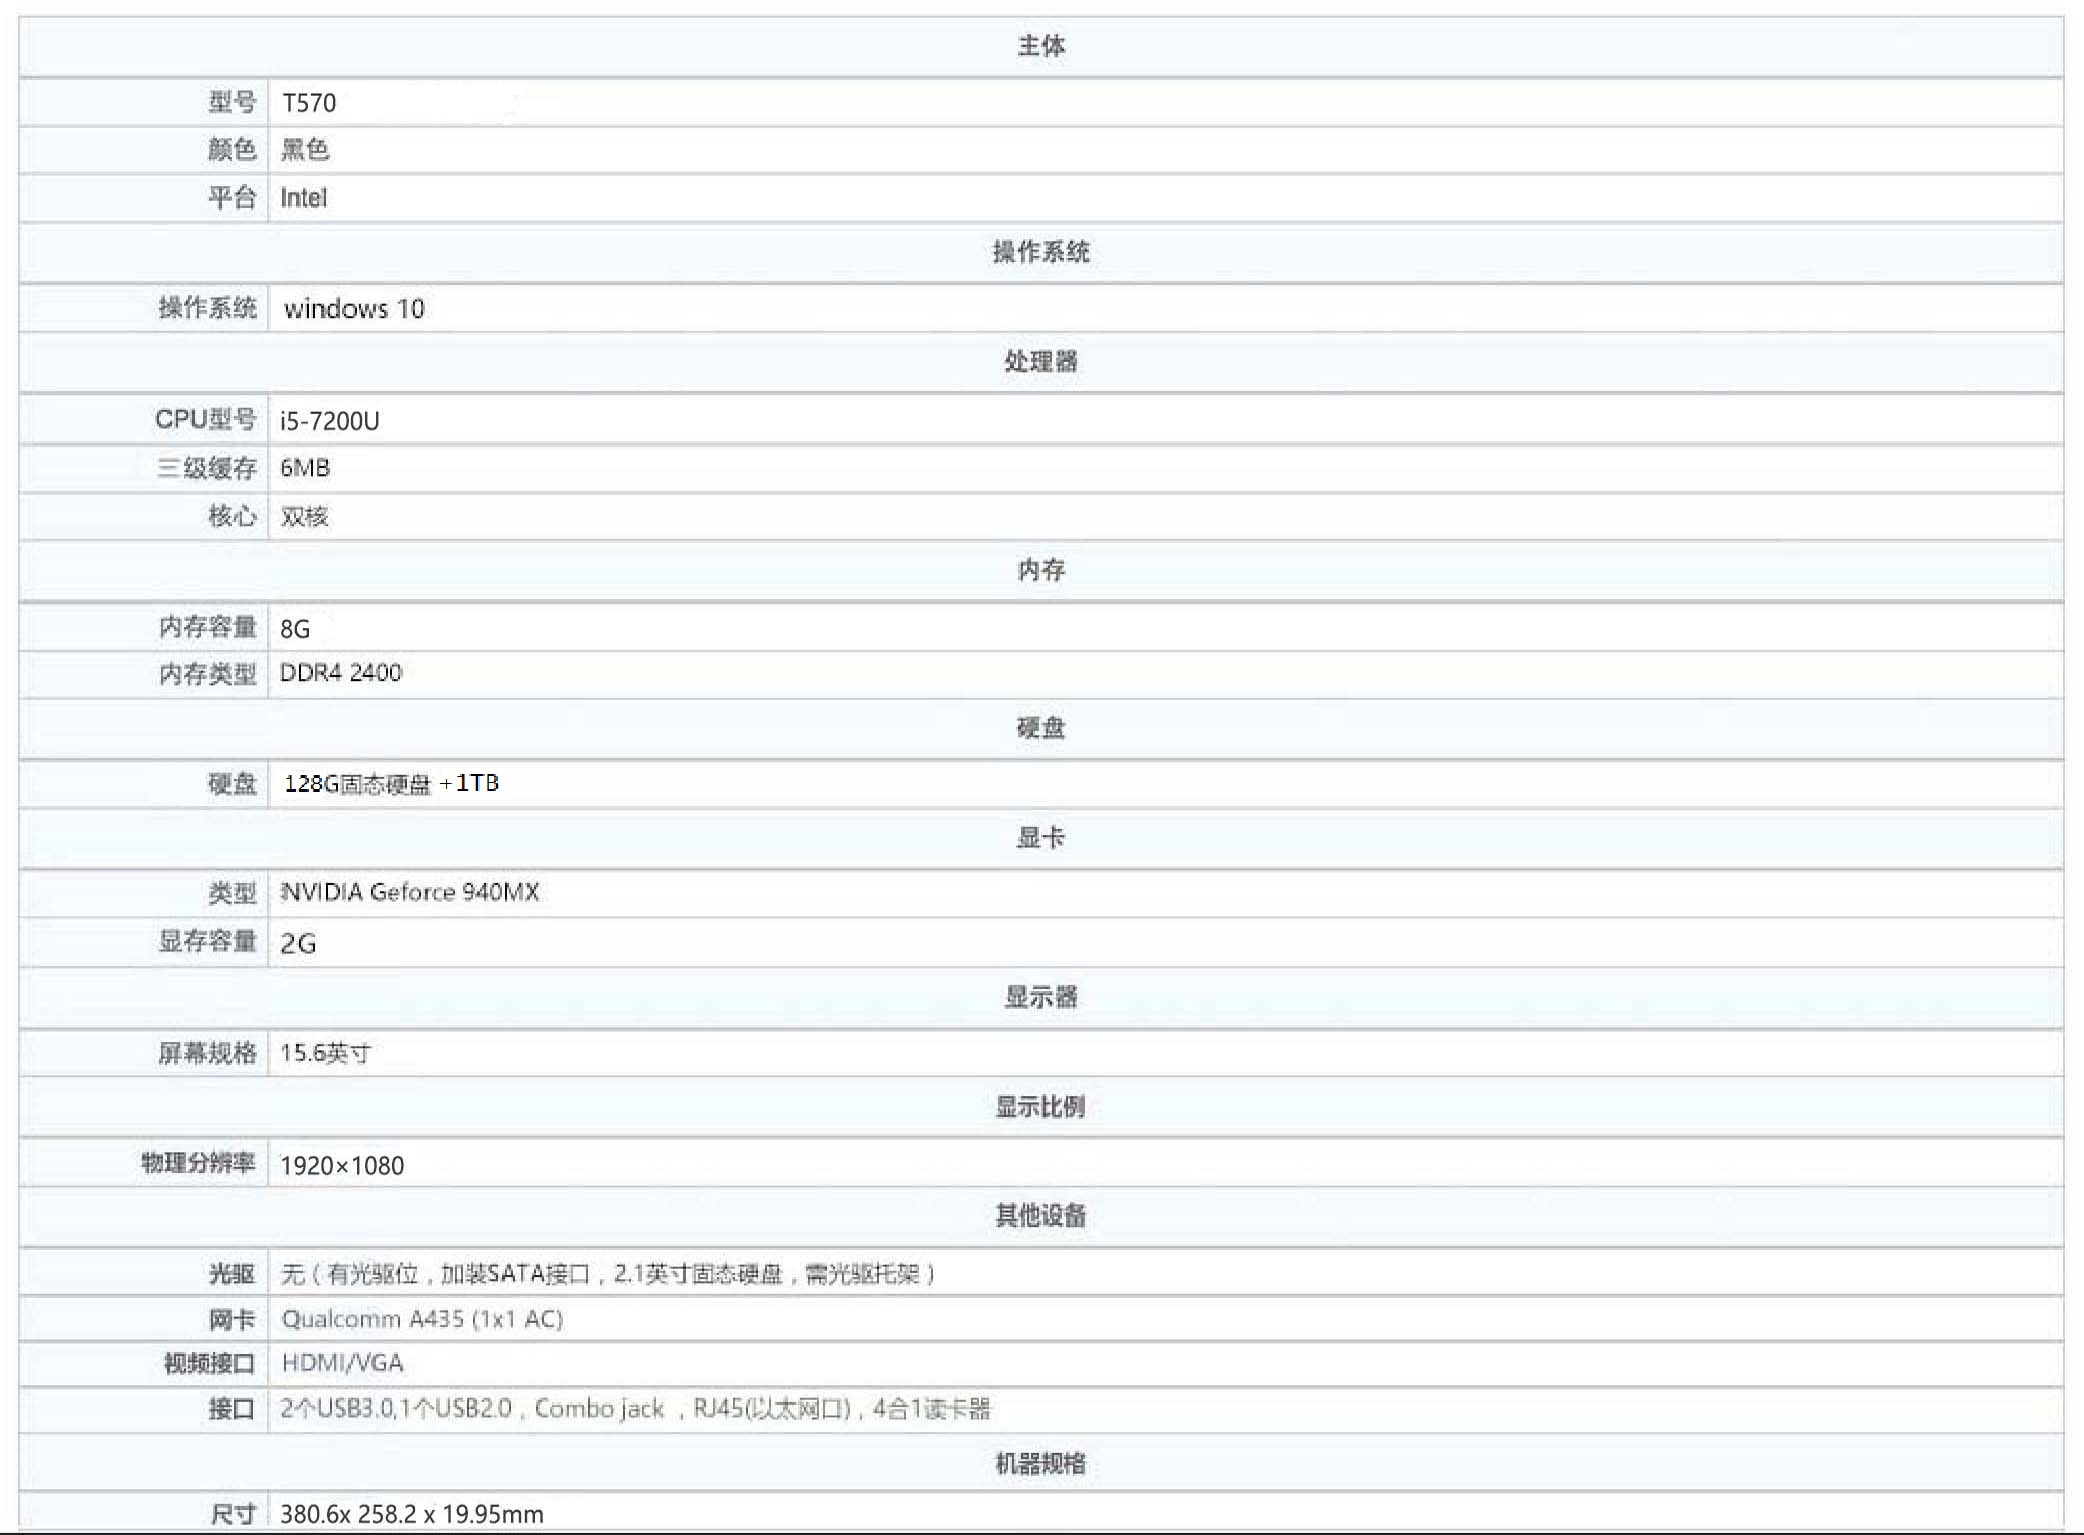 主体
型号 T570
颜色 黑色
平台 Intel
操作系统
操作系统 windows 10
处理器
CPU型号 i5-7200U
三级缓存 6MB
核心 双核
内存
内存容量 8G
内存类型 DDR4 2400
硬盘
硬盘 128G固态硬盘 +1TB
显卡
类型 NVIDIA Geforce 940MX
显存容量 2G
显示器
屏幕规格 15.6英寸
显示比例
物理分辨率 1920×1080
其他设备
光驱 无（有光驱位，加装SATA接口，2.1英寸固态硬盘，需光驱托架）
网卡 Qualcomm A435 (1x1 AC)
视频接口 HDMI/VGA
接口 2个USB3.0,1个USB2.0，Combo jack ，RJ45(以太网口)，4合1读卡器
机器规格
尺寸 380.6x 258.2 x 19.95mm